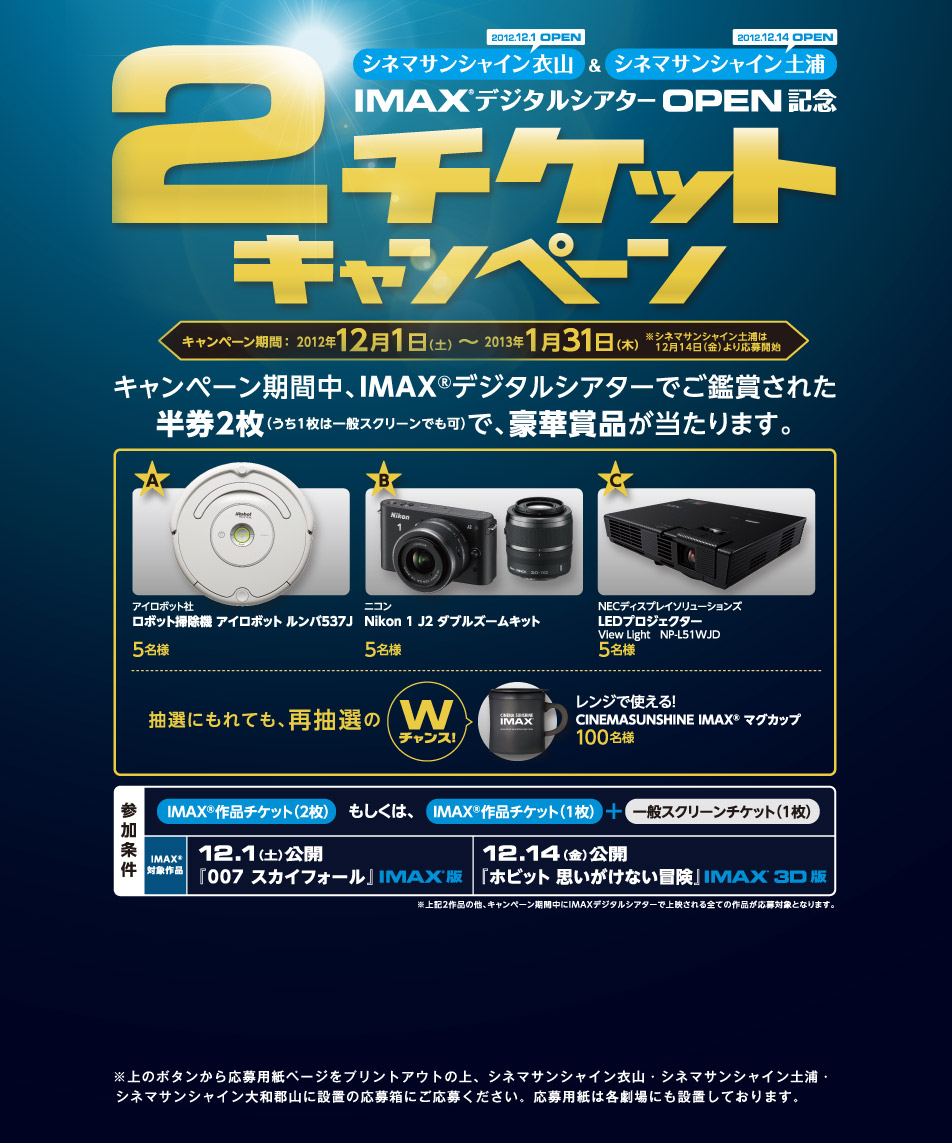 2012.12.1 OPEN
2012.12.14 OPEN
シネマサンシャイン衣山 & シネマサンシャイン土浦
IMAX®デジタルシアター OPEN記念
2チケット
キャンペーン
キャンペーン期間： 2012年12月1日（土）～ 2013年1月31日（木）
※シネマサンシャイン土浦は
12月14日（金）より応募開始
キャンペーン期間中、IMAX®デジタルシアターでご鑑賞された
半券2枚（うち1枚は一般スクリーンでも可）で、豪華賞品が当たります。
A
iRobot
アイロボット社
ロボット掃除機 アイロボット ルンバ537J
5名様
B
Nikon
1
J2
ニコン
Nikon 1 J2 ダブルズームキット
5名様
C
NECディスプレイソリューションズ
LEDプロジェクター
View Light NP-L51WJD
5名様
抽選にもれても、再抽選の
W
チャンス!
CINEMA SUNSHINE
IMAX
レンジで使える!
CINEMASUNSHINE IMAX® マグカップ
100名様
参加条件
IMAX®作品チケット（2枚） もしくは、 IMAX®作品チケット（1枚） + 一般スクリーンチケット（1枚）
IMAX®
対象作品
12.1（土）公開
『007 スカイフォール』IMAX®版
12.14（金）公開
『ホビット 思いがけない冒険』IMAX® 3D 版
※上記2作品の他、キャンペーン期間中にIMAXデジタルシアターで上映される全ての作品が応募対象となります。
※上のボタンから応募用紙ページをプリントアウトの上、シネマサンシャイン衣山・シネマサンシャイン土浦・
シネマサンシャイン大和郡山に設置の応募箱にご応募ください。応募用紙は各劇場にも設置しております。